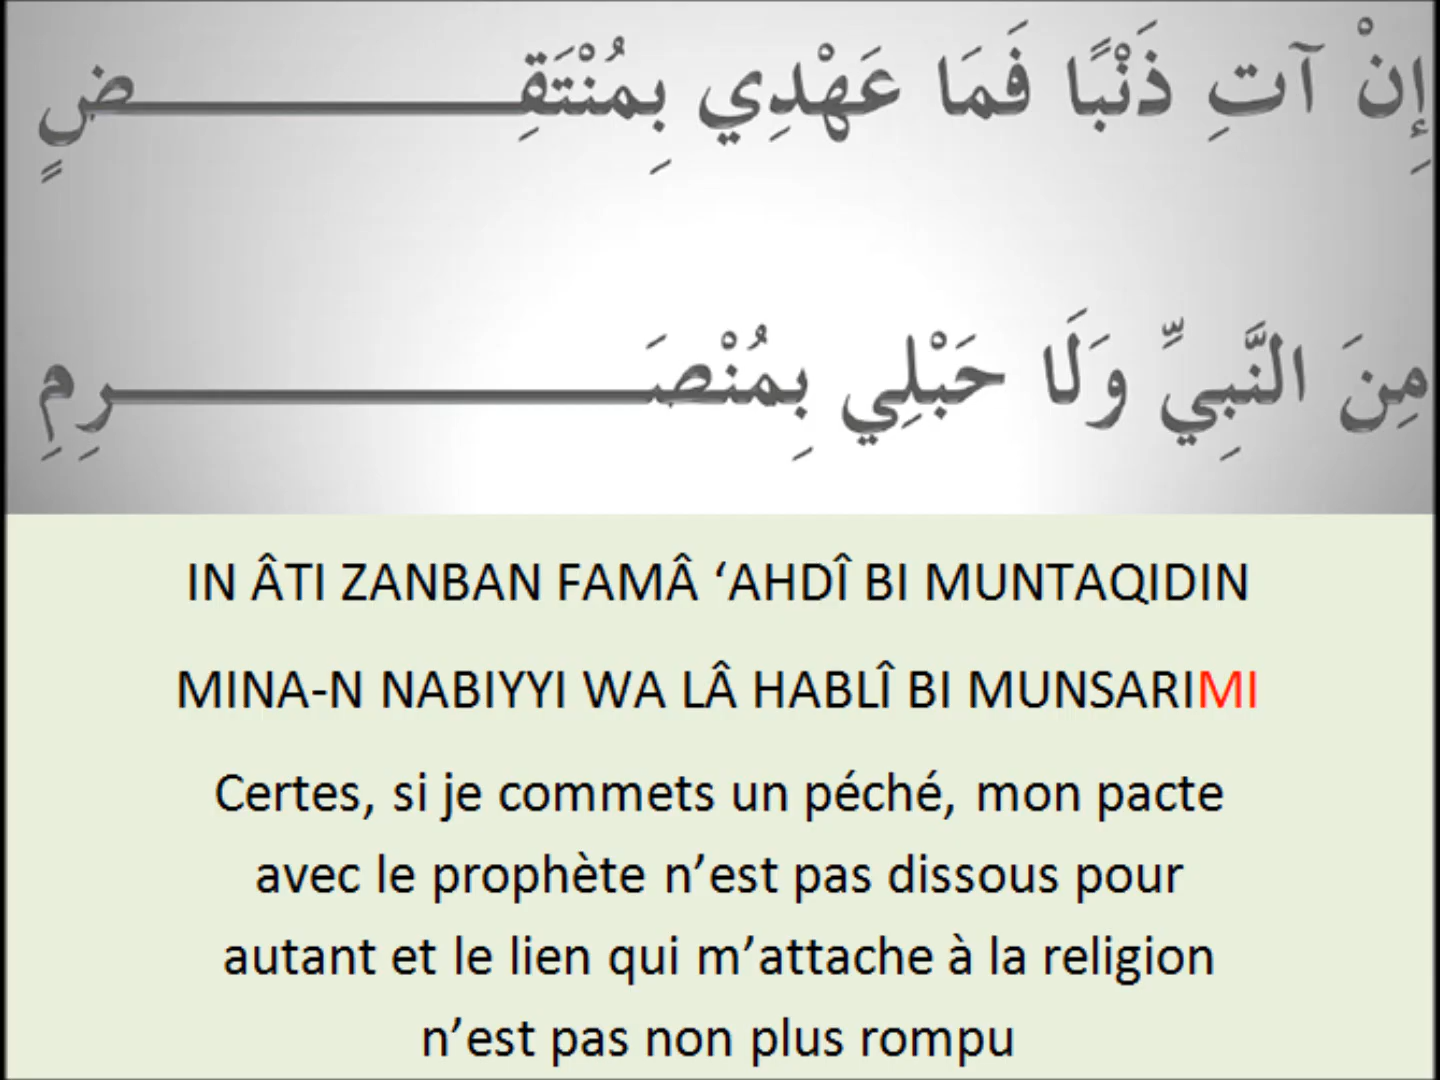 إِنْ آتِ ذَنْبًا فَمَا عَهْدِي بِمُنْتَقِـــــــــــــضٍ
مِنَ النَّبِيِّ وَلَا حَبْلِي بِمُنْصَـــــــــــــــــرِمِ
IN ÂTI ZANBAN FAMÂ ‘AHDÎ BI MUNTAQIDIN
MINA-N NABIYYI WA LÂ HABLÎ BI MUNSARIMI
Certes, si je commets un péché, mon pacte
avec le prophète n’est pas dissous pour
autant et le lien qui m’attache à la religion
n’est pas non plus rompu